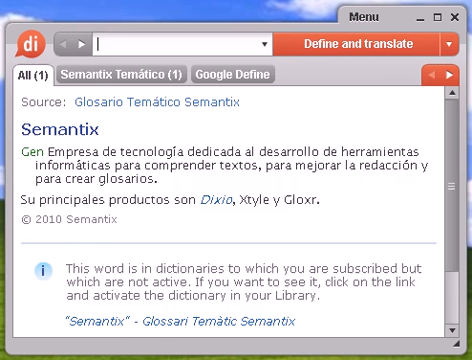 Menu
di
Define and translate
All (1)
Semantix Temático (1)
Google Define
Source: Glosario Temático Semantix
Semantix
Gen Empresa de tecnología dedicada al desarrollo de herramientas
informáticas para comprender textos, para mejorar la redacción y
para crear glosarios.
Su principales producto son Dixio, Xtyle y Gloxr.
© 2010 Semantix
i
This word is in dictionaries to which you are subscribed but
which are not active. If you want to see it, click on the link
and activate the dictionary in your Library.
"Semantix" - Glossari Temàtic Semantix